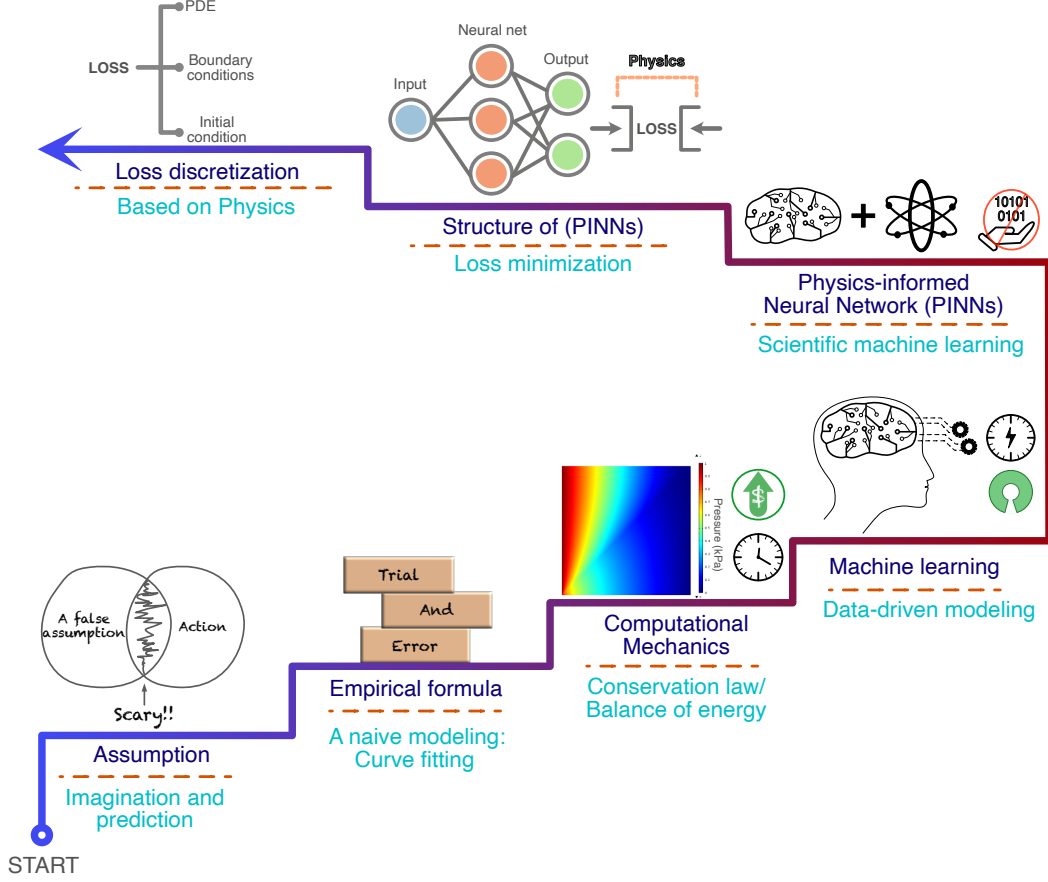 PDE
LOSS
Boundary
conditions
Initial
condition
Loss discretization
Based on Physics
Neural net
Input
Output
Physics
LOSS
Structure of (PINNs)
Loss minimization
10101
0101
Physics-informed
Neural Network (PINNs)
Scientific machine learning
Machine learning
Data-driven modeling
$
Pressure (kPa)
Computational
Mechanics
Conservation law/
Balance of energy
Trial
And
Error
Empirical formula
A naive modeling:
Curve fitting
A false
assumption
Action
Scary!!
Assumption
Imagination and
prediction
START